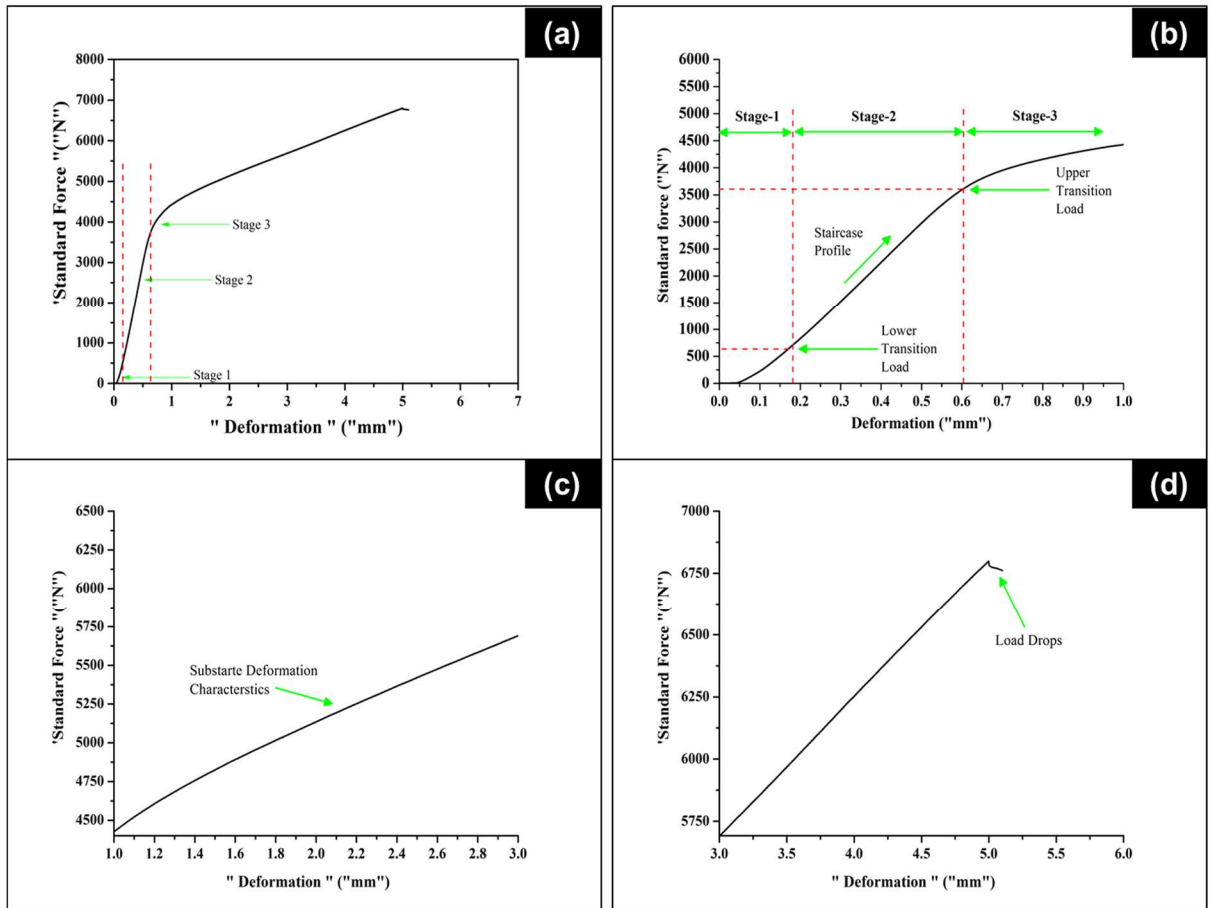 (a)
8000
7000
6000
5000
4000
3000
2000
1000
0
'Standard Force "("N")
Stage 3
Stage 2
Stage 1
0 1 2 3 4 5 6 7
" Deformation " ("mm")
(b)
6000
5500
5000
4500
4000
3500
3000
2500
2000
1500
1000
500
0
Standard force ("N")
Stage-1 Stage-2 Stage-3
Upper
Transition
Load
Staircase
Profile
Lower
Transition
Load
0.0 0.1 0.2 0.3 0.4 0.5 0.6 0.7 0.8 0.9 1.0
Deformation ("mm")
(c)
6500
6250
6000
5750
5500
5250
5000
4750
4500
'Standard Force "("N")
Substarte Deformation
Characterstics
1.0 1.2 1.4 1.6 1.8 2.0 2.2 2.4 2.6 2.8 3.0
" Deformation " ("mm")
(d)
7000
6750
6500
6250
6000
5750
'Standard Force "("N")
Load Drops
3.0 3.5 4.0 4.5 5.0 5.5 6.0
" Deformation " ("mm")